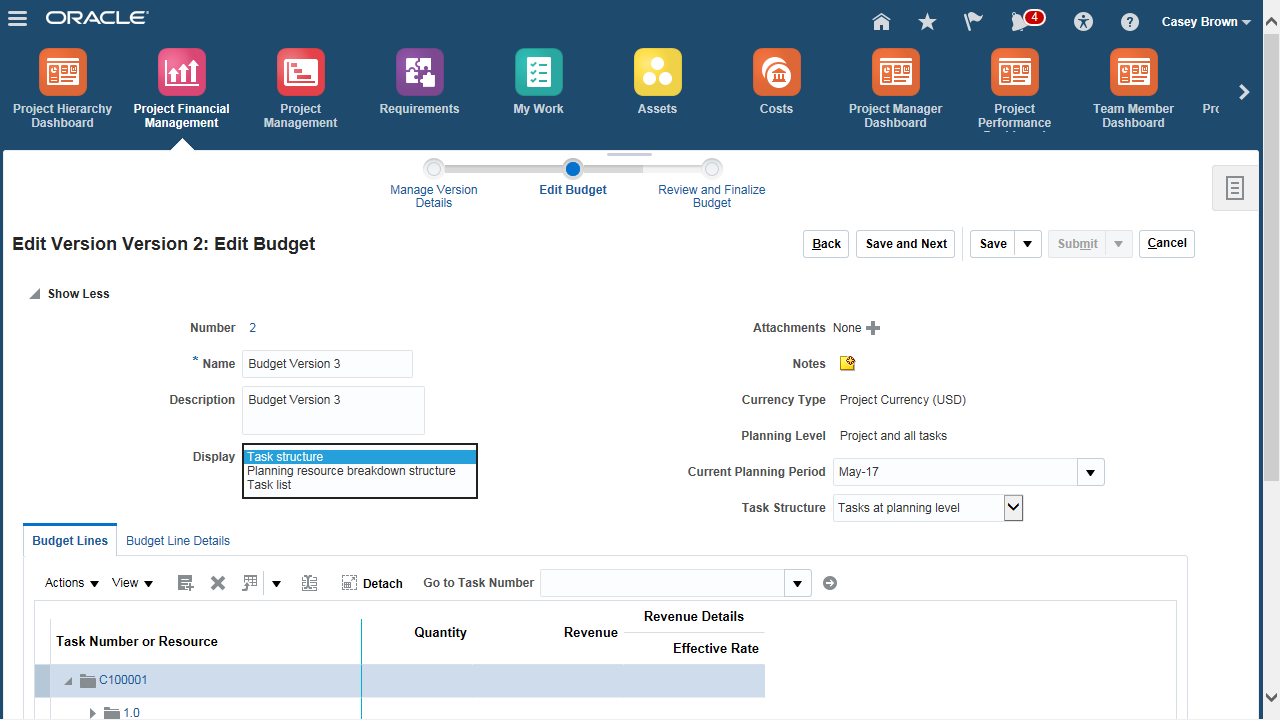 ORACLE
4
Casey Brown
Project Hierarchy
Dashboard
Project Financial
Management
Project
Management
Requirements
My Work
Assets
Costs
Project Manager
Dashboard
Project
Performance
Team Member
Dashboard
Manage Version
Details
Edit Budget
Review and Finalize
Budget
Edit Version Version 2: Edit Budget
Back
Save and Next
Save
Submit
Cancel
Show Less
Number 2
* Name Budget Version 3
Description Budget Version 3
Display Task structure
Planning resource breakdown structure
Task list
Attachments None
Notes
Currency Type Project Currency (USD)
Planning Level Project and all tasks
Current Planning Period May-17
Task Structure Tasks at planning level
Budget Lines Budget Line Details
Actions View Detach Go to Task Number
Task Number or Resource
Quantity
Revenue
Revenue Details
Effective Rate
C100001
1.0